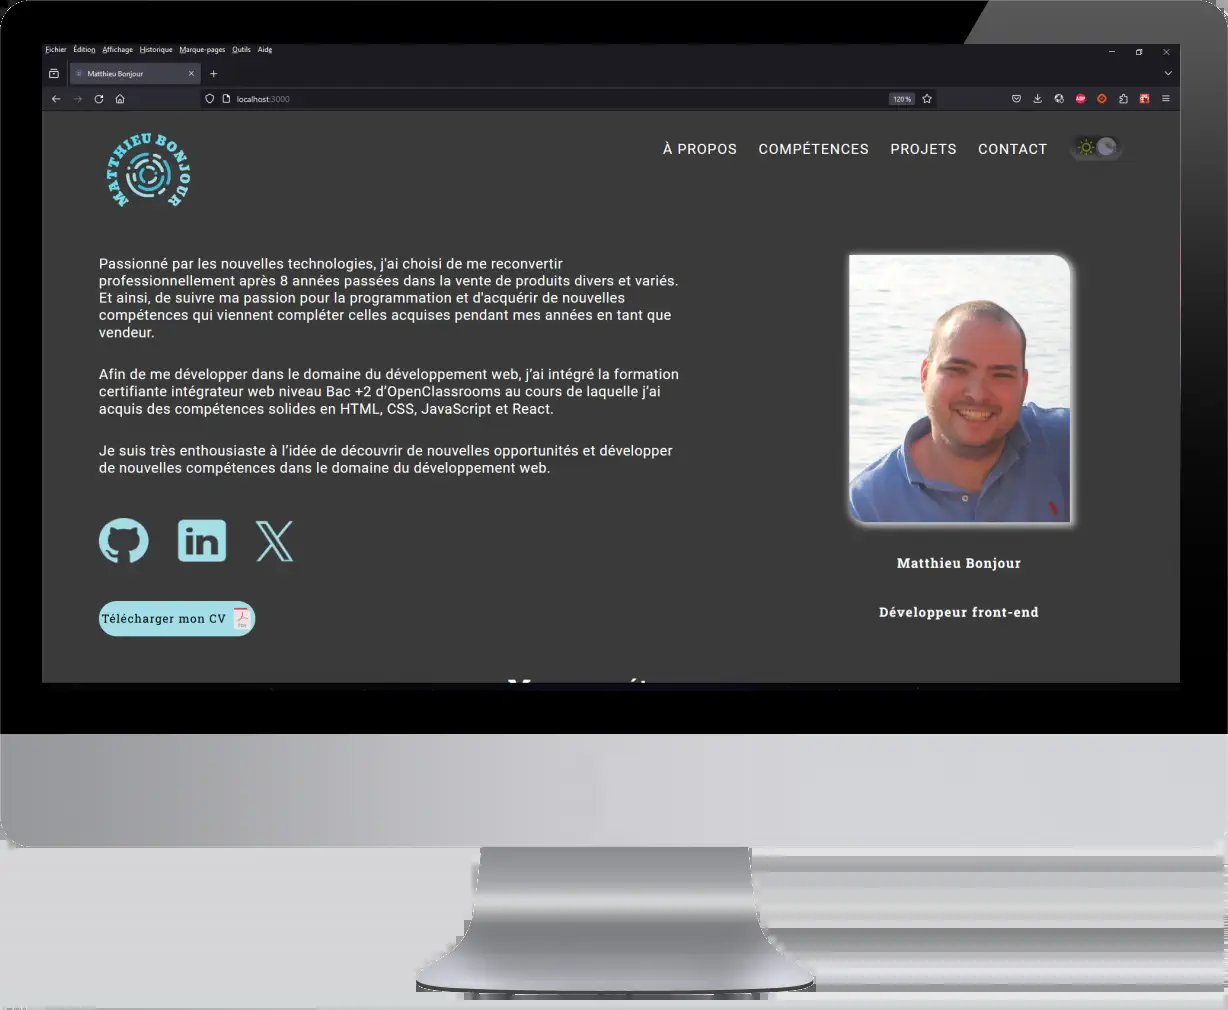 Fichier Édition Affichage Historique Marque-pages Outils Aide
Matthieu Bonjour
localhost:3000
120 %
MATTHIEU BONJOUR
À PROPOS COMPÉTENCES PROJETS CONTACT
Passionné par les nouvelles technologies, j'ai choisi de me reconvertir
professionnellement après 8 années passées dans la vente de produits divers et variés.
Et ainsi, de suivre ma passion pour la programmation et d'acquérir de nouvelles
compétences qui viennent compléter celles acquises pendant mes années en tant que
vendeur.
Afin de me développer dans le domaine du développement web, j’ai intégré la formation
certifiante intégrateur web niveau Bac +2 d’OpenClassrooms au cours de laquelle j’ai
acquis des compétences solides en HTML, CSS, JavaScript et React.
Je suis très enthousiaste à l’idée de découvrir de nouvelles opportunités et développer
de nouvelles compétences dans le domaine du développement web.
in
Télécharger mon CV
Matthieu Bonjour
Développeur front-end